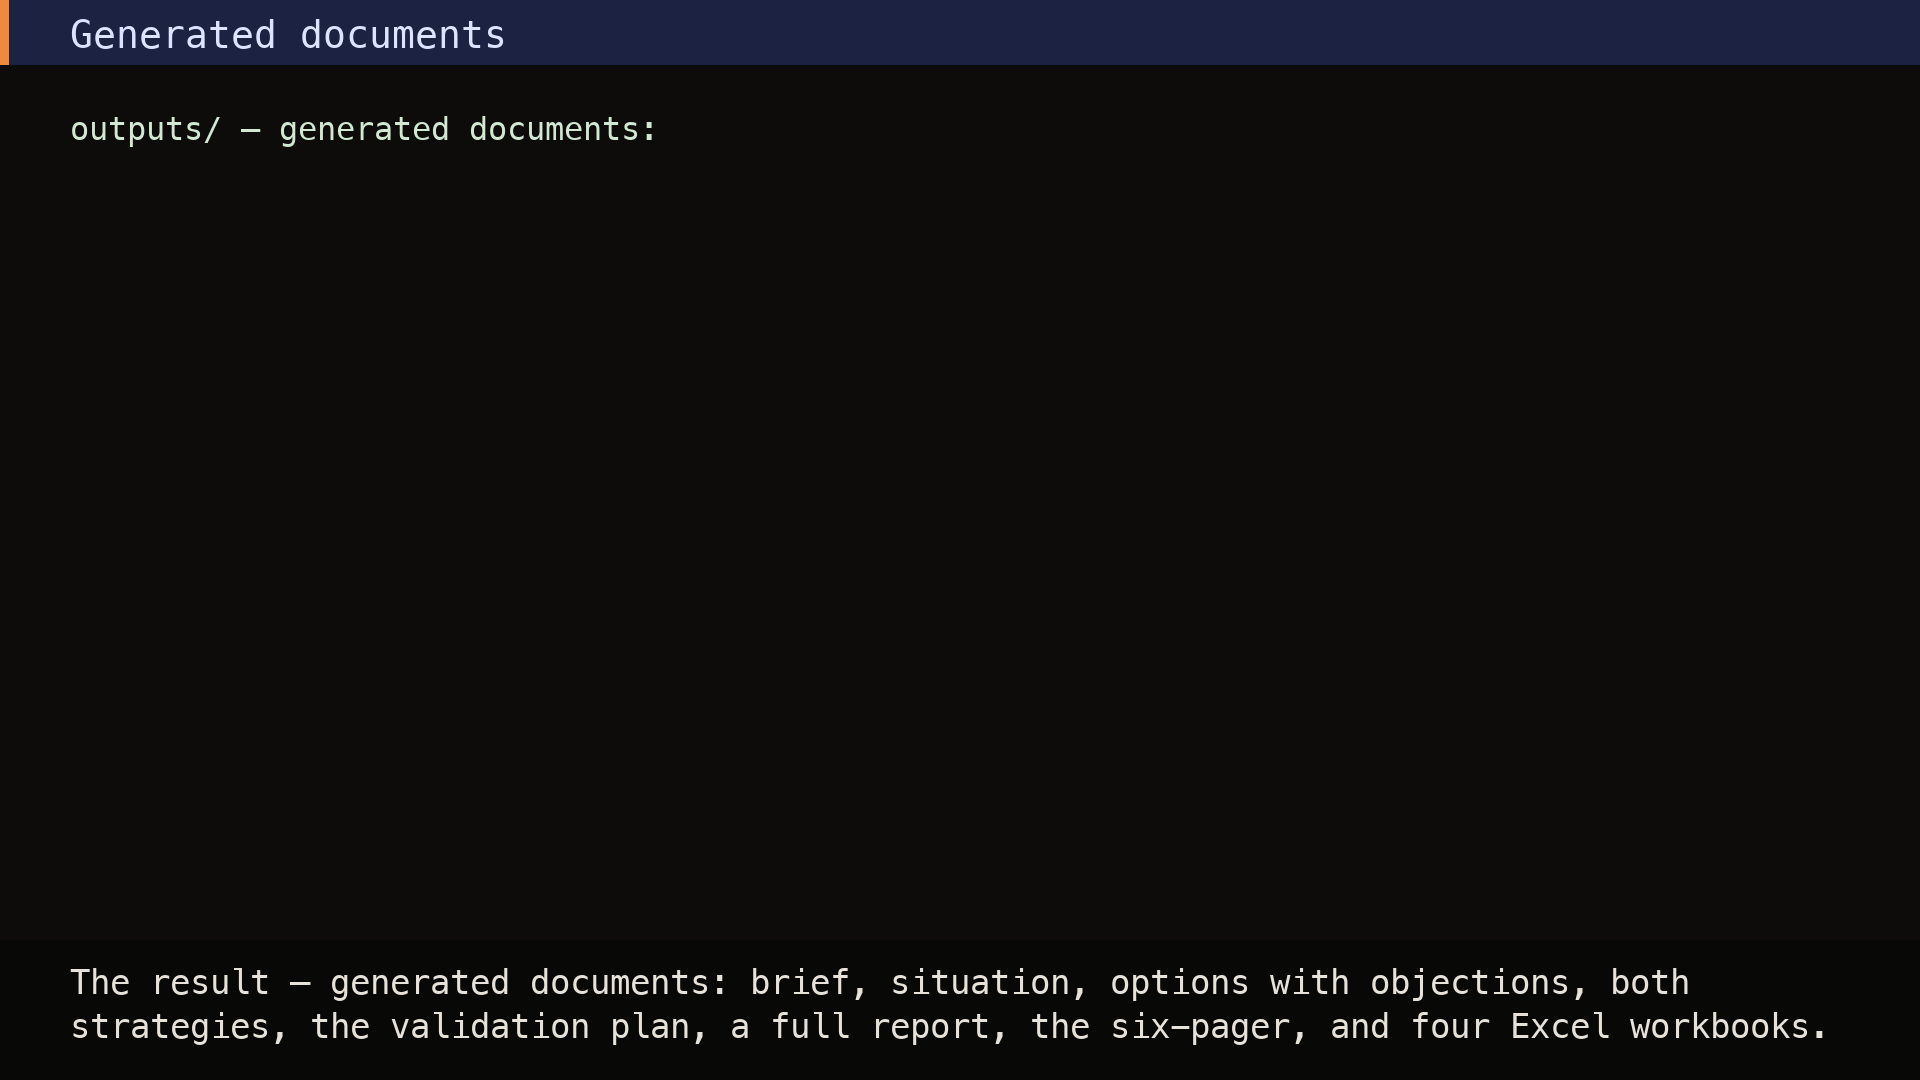 Generated documents
outputs/ — generated documents:
The result — generated documents: brief, situation, options with objections, both
strategies, the validation plan, a full report, the six-pager, and four Excel workbooks.